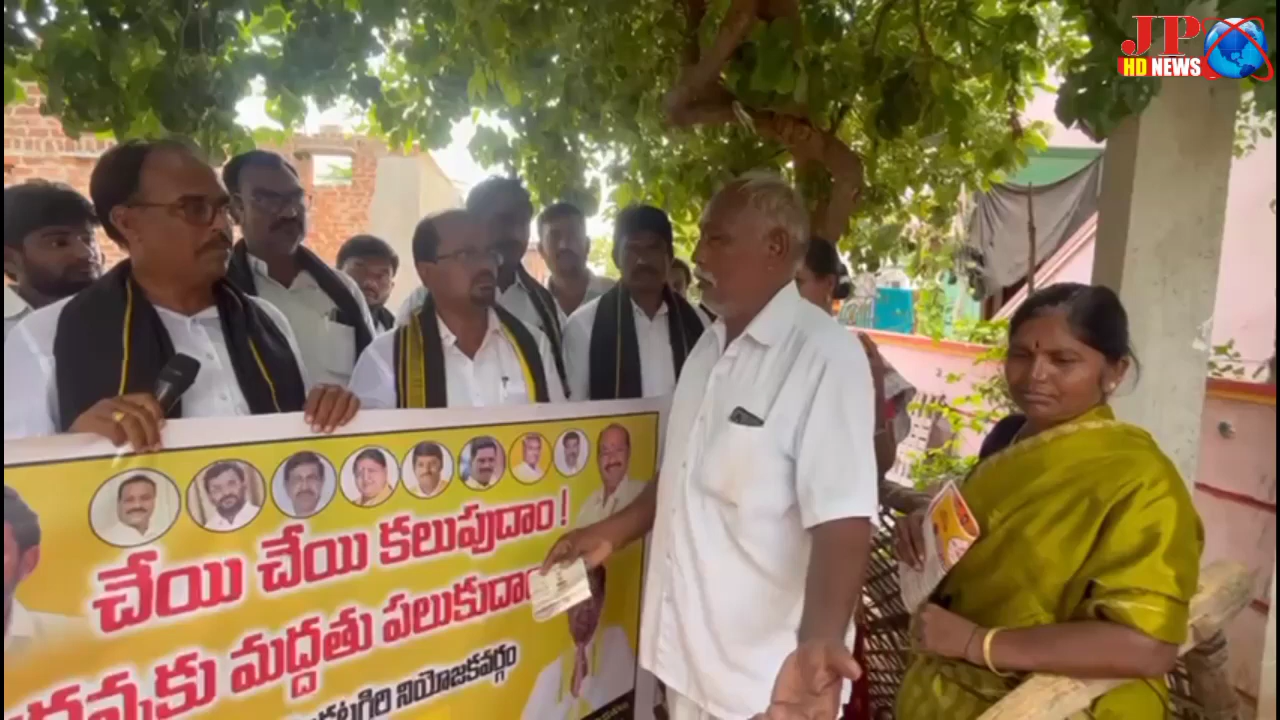 JP
HD NEWS
చేయి చేయి కలుపుదాం !
మద్దతు పలుకుదాం
నియోజకవర్గం